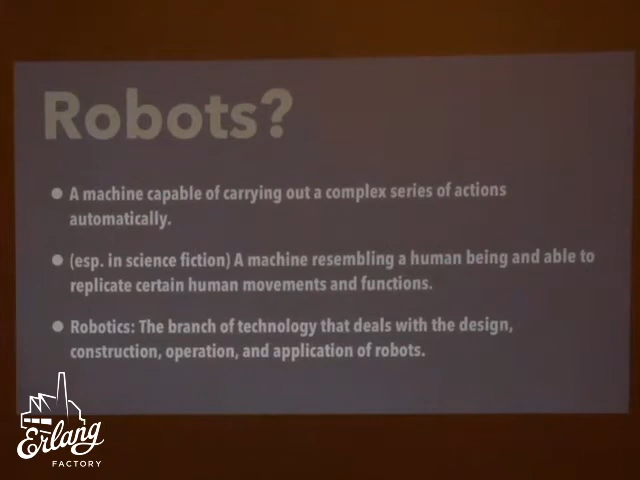 Robots?
● A machine capable of carrying out a complex series of actions
automatically.
● (esp. in science fiction) A machine resembling a human being and able to
replicate certain human movements and functions.
● Robotics: The branch of technology that deals with the design,
construction, operation, and application of robots.
Erlang
FACTORY